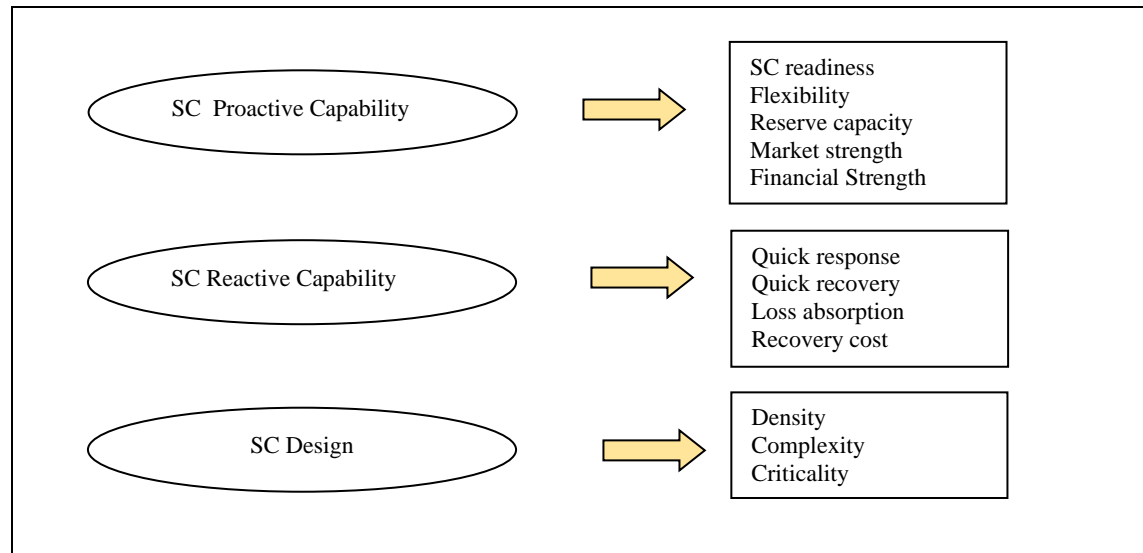 SC Proactive Capability
SC readiness
Flexibility
Reserve capacity
Market strength
Financial Strength
SC Reactive Capability
Quick response
Quick recovery
Loss absorption
Recovery cost
SC Design
Density
Complexity
Criticality